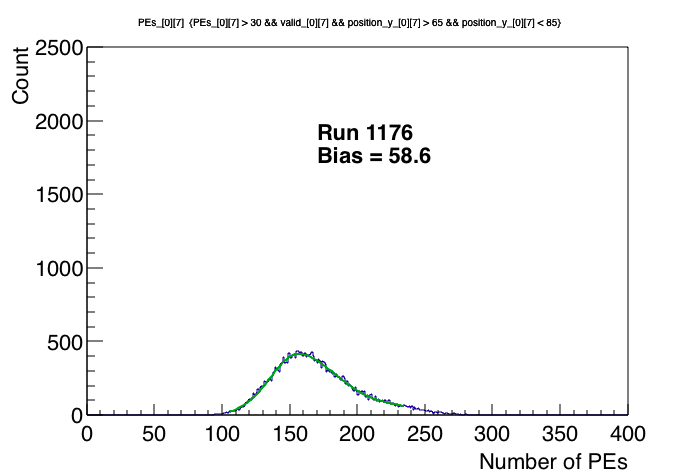 PEs_[0][7] {PEs_[0][7] > 30 && valid_[0][7] && position_y_[0][7] > 65 && position_y_[0][7] < 85}
Count
2500
2000
1500
1000
500
0
Run 1176
Bias = 58.6
0 50 100 150 200 250 300 350 400
Number of PEs